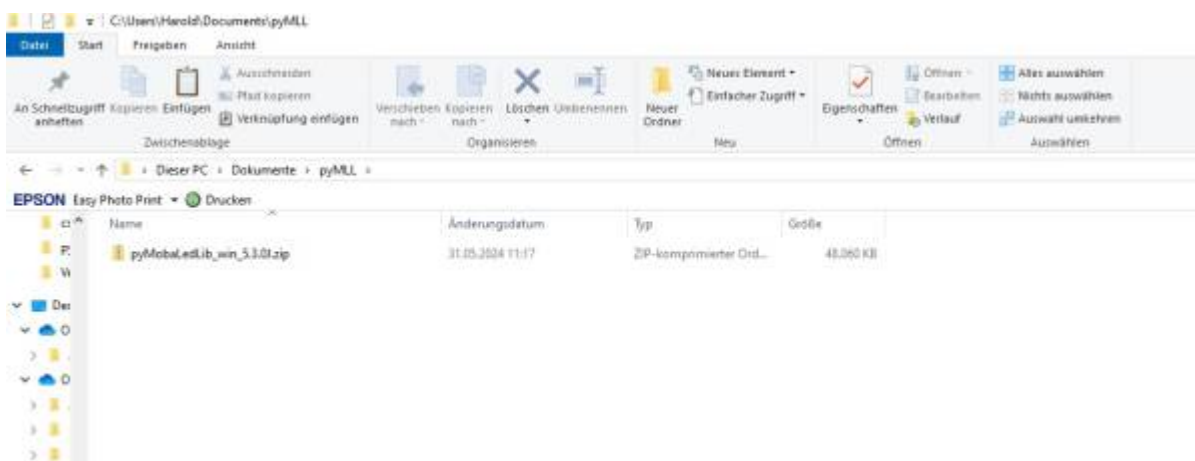 C:\Users\Harold\Documents\pyMLL
Datei Start Freigeben Ansicht
An Schnellzugriff anheften
Kopieren
Einfügen
Ausschneiden
Pfad kopieren
Verknüpfung einfügen
Zwischenablage
Verschieben nach
Kopieren nach
Löschen
Umbenennen
Organisieren
Neuer Ordner
Neues Element
Einfacher Zugriff
Neu
Eigenschaften
Öffnen
Bearbeiten
Verlauf
Öffnen
Alles auswählen
Nichts auswählen
Auswahl umkehren
Auswählen
Dieser PC › Dokumente › pyMLL ›
EPSON Easy Photo Print Drucken
Name Änderungsdatum Typ Größe
pyMobaLedLib_win_5.3.0I.zip 31.05.2024 11:17 ZIP-komprimierter Ord... 48.060 KB
Des
O
O